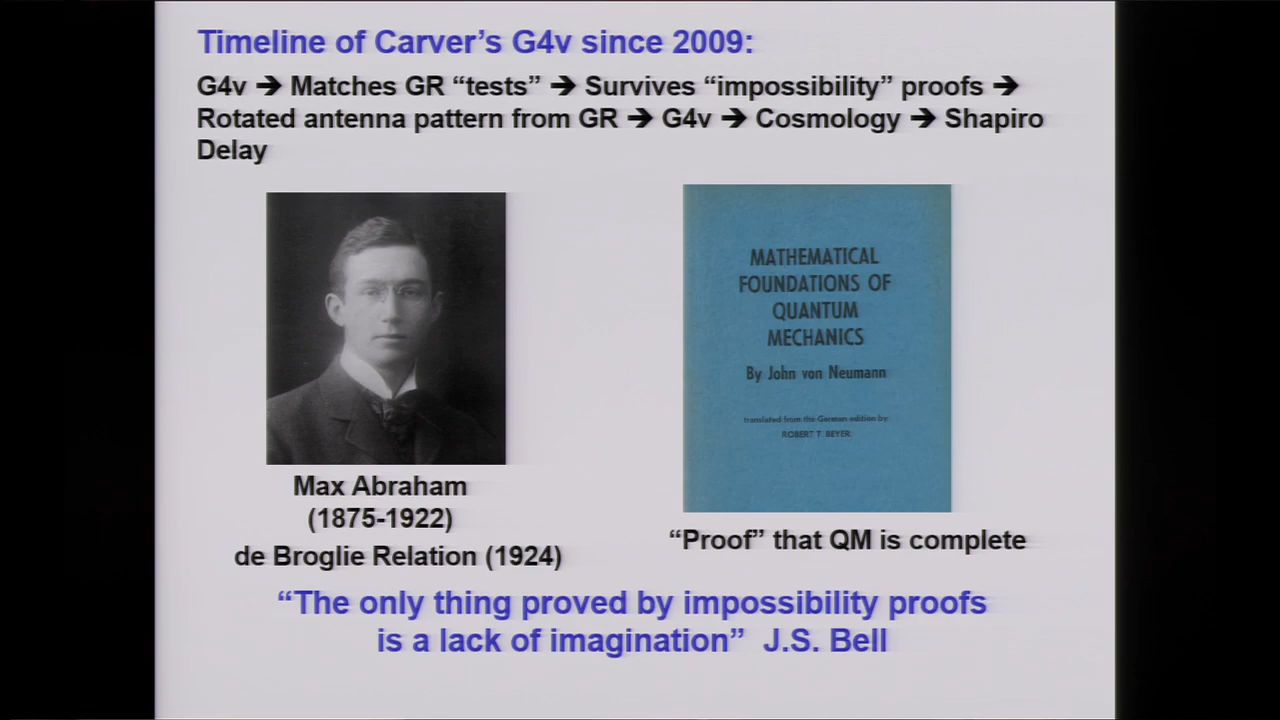 Timeline of Carver's G4v since 2009:
G4v ➔ Matches GR “tests” ➔ Survives “impossibility” proofs ➔
Rotated antenna pattern from GR ➔ G4v ➔ Cosmology ➔ Shapiro
Delay
MATHEMATICAL
FOUNDATIONS OF
QUANTUM
MECHANICS
By John von Neumann
translated from the German edition by
ROBERT T. BEYER
Max Abraham
(1875-1922)
de Broglie Relation (1924)
“Proof” that QM is complete
“The only thing proved by impossibility proofs
is a lack of imagination” J.S. Bell